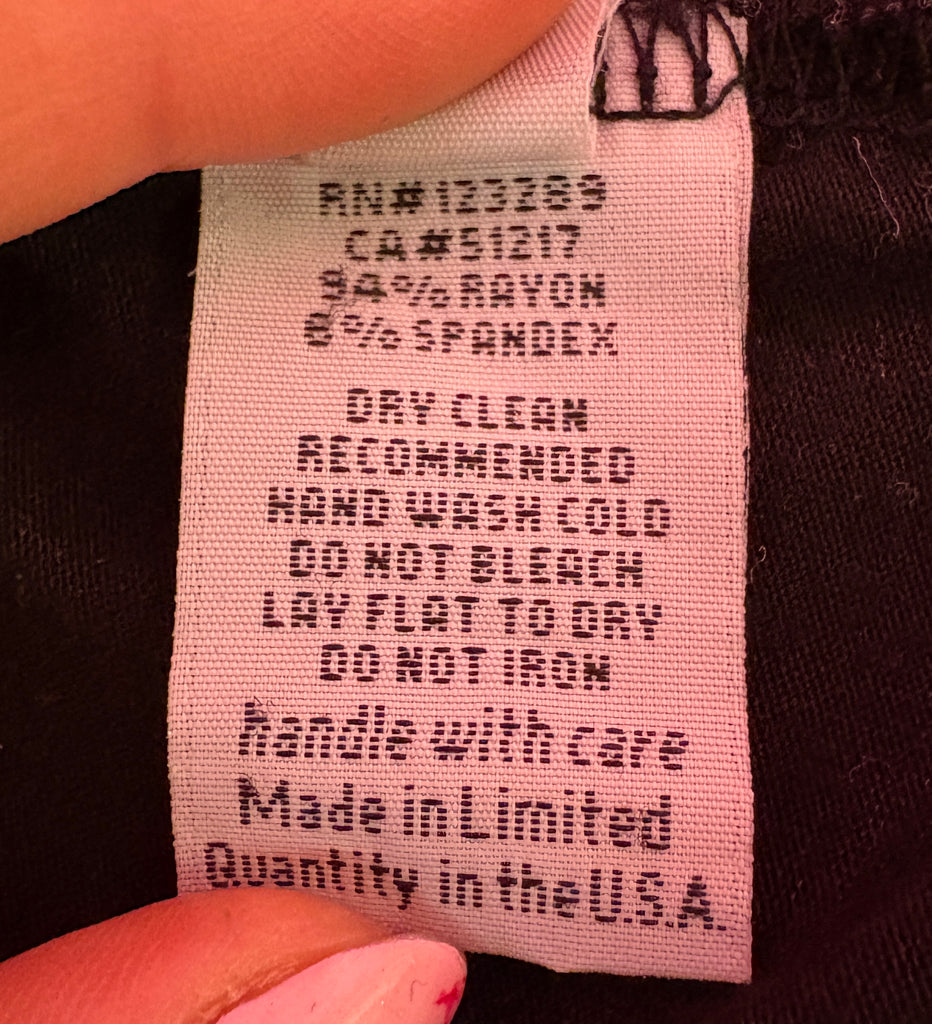 RN#123289
CA#51217
94% RAYON
SPANDEX
DRY CLEAN
RECOMMENDED
HAND WASH COLD
DO NOT BLEACH
LAY FLAT TO DRY
DO NOT IRON
handle with care
Made in Limited
Quantity in the U.S.A.